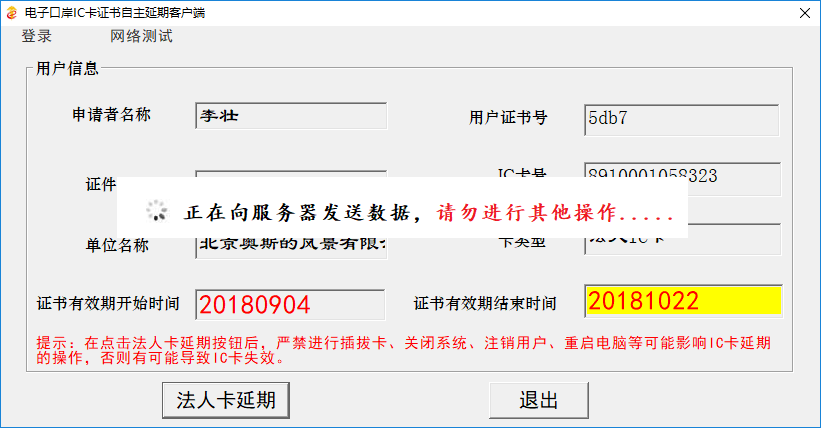 电子口岸IC卡证书自主延期客户端
登录 网络测试
用户信息
申请者名称 李壮 用户证书号 5db7
证件 IC卡号 8910001058323
正在向服务器发送数据，请勿进行其他操作.....
单位名称 北京奥斯的风景有限公 卡类型 法人IC卡
证书有效期开始时间 20180904 证书有效期结束时间 20181022
提示：在点击法人卡延期按钮后，严禁进行插拔卡、关闭系统、注销用户、重启电脑等可能影响IC卡延期
的操作，否则有可能导致IC卡失效。
法人卡延期 退出